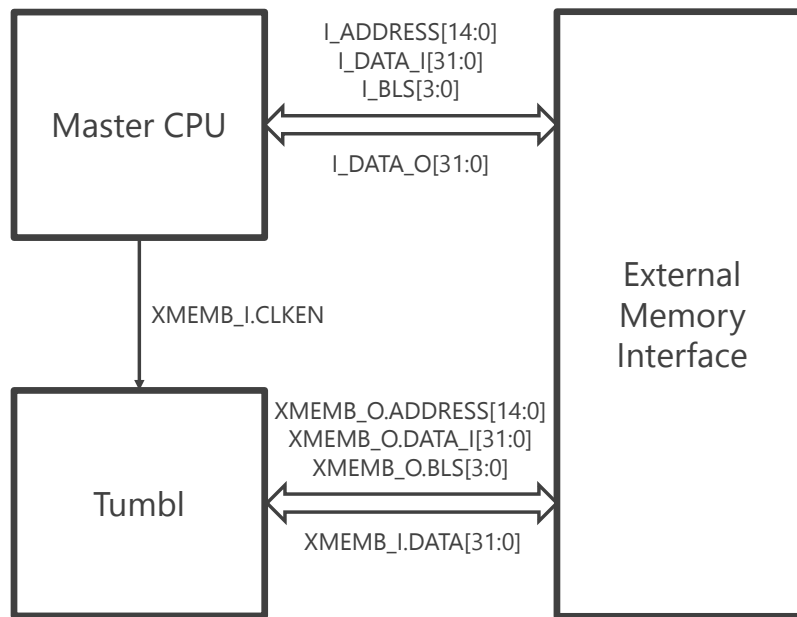 I_ADDRESS[14:0]
I_DATA_I[31:0]
I_BLS[3:0]
Master CPU
I_DATA_O[31:0]
External
Memory
Interface
XMEMB_I.CLKEN
XMEMB_O.ADDRESS[14:0]
XMEMB_O.DATA_I[31:0]
XMEMB_O.BLS[3:0]
Tumbl
XMEMB_I.DATA[31:0]